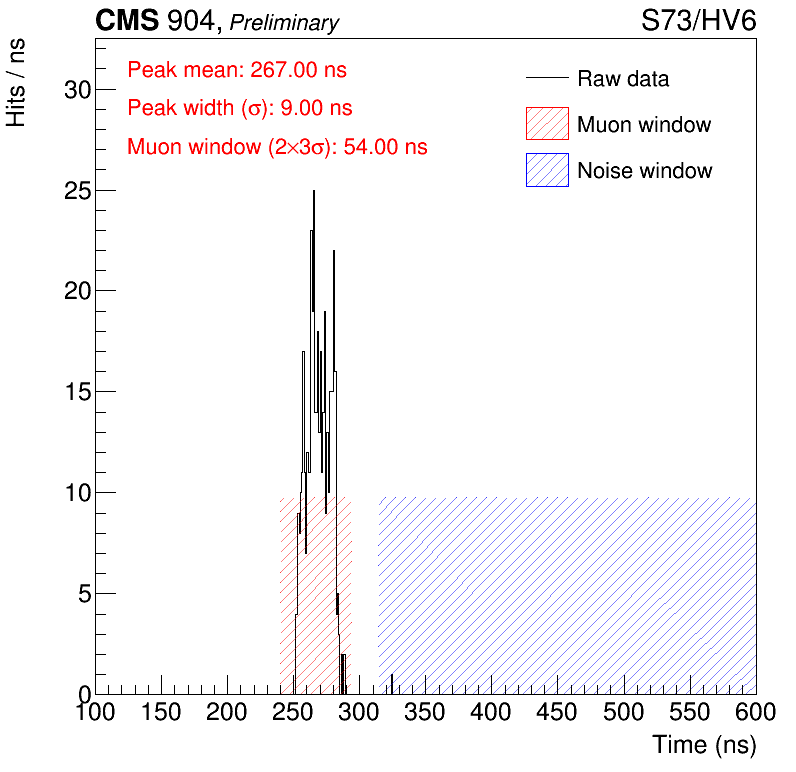 CMS 904, Preliminary
S73/HV6
Hits / ns
Peak mean: 267.00 ns
Peak width (σ): 9.00 ns
Muon window (2×3σ): 54.00 ns
Raw data
Muon window
Noise window
30
25
20
15
10
5
0
100 150 200 250 300 350 400 450 500 550 600
Time (ns)